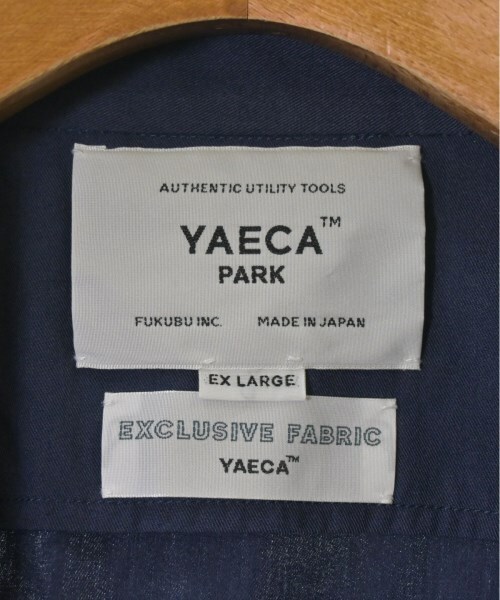 AUTHENTIC UTILITY TOOLS
YAECA™
PARK
FUKUBU INC. MADE IN JAPAN
EX LARGE
EXCLUSIVE FABRIC
YAECA™